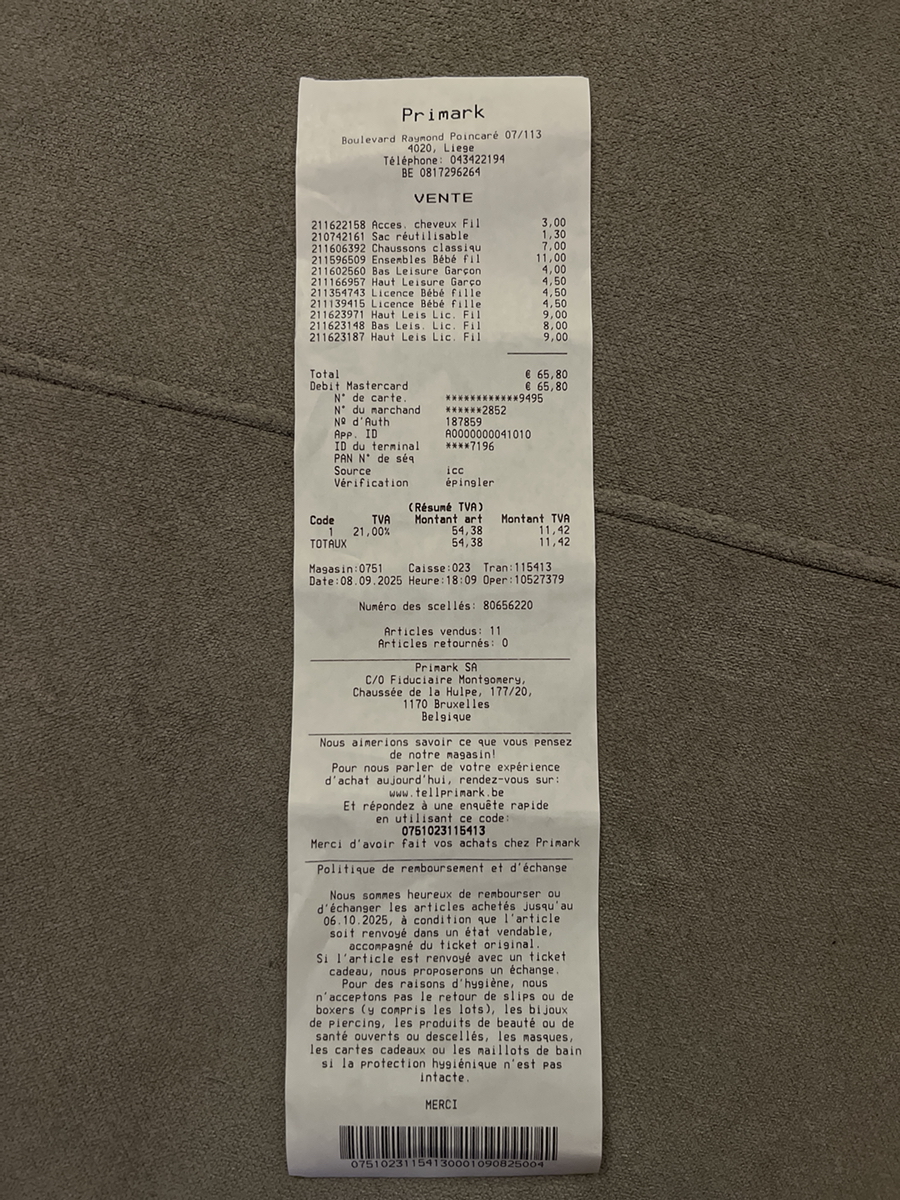 Primark
Boulevard Raymond Poincaré 07/113
4020, Liege
Téléphone: 043422194
BE 0817296264
VENTE
211622158 Acces. cheveux Fil 3,00
210742161 Sac réutilisable 1,30
211606392 Chaussons classiqu 7,00
211596509 Ensembles Bébé fil 11,00
211602560 Bas Leisure Garçon 4,00
211166957 Haut Leisure Garço 4,50
211354743 Licence Bébé fille 4,50
211139415 Licence Bébé fille 4,50
211623971 Haut Leis Lic. Fil 9,00
211623148 Bas Leis. Lic. Fil 8,00
211623187 Haut Leis Lic. Fil 9,00
Total € 65,80
Debit Mastercard € 65,80
N° de carte. ************9495
N° du marchand ******2852
Nº d'Auth 187859
App. ID A0000000041010
ID du terminal ****7196
PAN N° de séq
Source icc
Vérification épingler
(Résumé TVA)
Code TVA Montant art Montant TVA
1 21,00% 54,38 11,42
TOTAUX 54,38 11,42
Magasin:0751 Caisse:023 Tran:115413
Date:08.09.2025 Heure:18:09 Oper:10527379
Numéro des scellés: 80656220
Articles vendus: 11
Articles retournés: 0
Primark SA
C/O Fiduciaire Montgomery,
Chaussée de la Hulpe, 177/20,
1170 Bruxelles
Belgique
Nous aimerions savoir ce que vous pensez
de notre magasin!
Pour nous parler de votre expérience
d'achat aujourd'hui, rendez-vous sur:
www.tellprimark.be
Et répondez à une enquête rapide
en utilisant ce code:
0751023115413
Merci d'avoir fait vos achats chez Primark
Politique de remboursement et d'échange
Nous sommes heureux de rembourser ou
d'échanger les articles achetés jusqu'au
06.10.2025, à condition que l'article
soit renvoyé dans un état vendable,
accompagné du ticket original.
Si l'article est renvoyé avec un ticket
cadeau, nous proposerons un échange.
Pour des raisons d'hygiène, nous
n'acceptons pas le retour de slips ou de
boxers (y compris les lots), les bijoux
de piercing, les produits de beauté ou de
santé ouverts ou descellés, les masques,
les cartes cadeaux ou les maillots de bain
si la protection hygiénique n'est pas
intacte.
MERCI
07510231154130001090825004